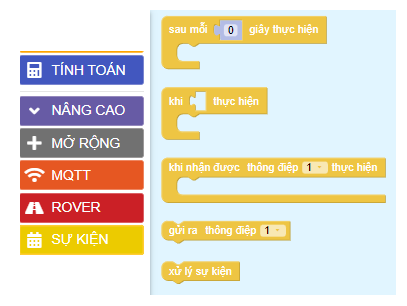 TÍNH TOÁN
NÂNG CAO
MỞ RỘNG
MQTT
ROVER
SỰ KIỆN
sau mỗi 0 giây thực hiện
khi thực hiện
khi nhận được thông điệp 1 thực hiện
gửi ra thông điệp 1
xử lý sự kiện